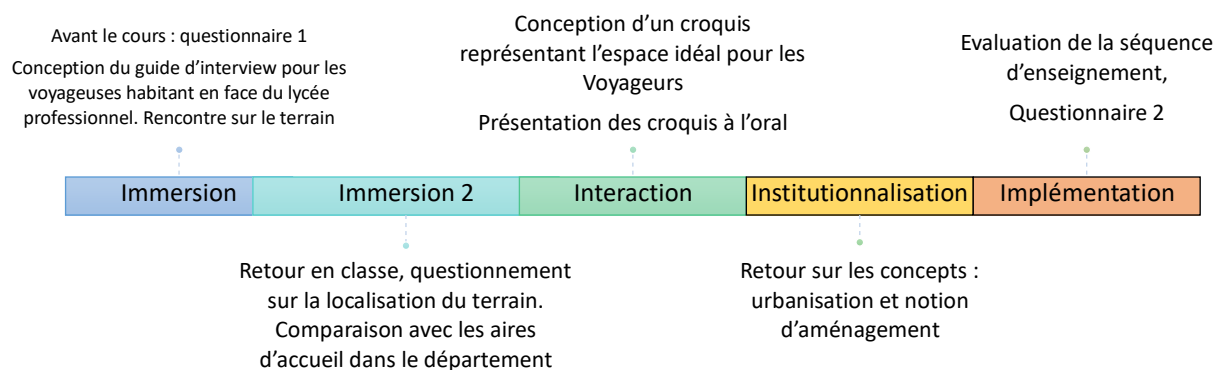 Avant le cours : questionnaire 1
Conception du guide d’interview pour les
voyageuses habitant en face du lycée
professionnel. Rencontre sur le terrain
Conception d’un croquis
représentant l’espace idéal pour les
Voyageurs
Présentation des croquis à l’oral
Evaluation de la séquence
d’enseignement,
Questionnaire 2
Immersion
Immersion 2
Interaction
Institutionnalisation
Implémentation
Retour en classe, questionnement
sur la localisation du terrain.
Comparaison avec les aires
d’accueil dans le département
Retour sur les concepts :
urbanisation et notion
d’aménagement